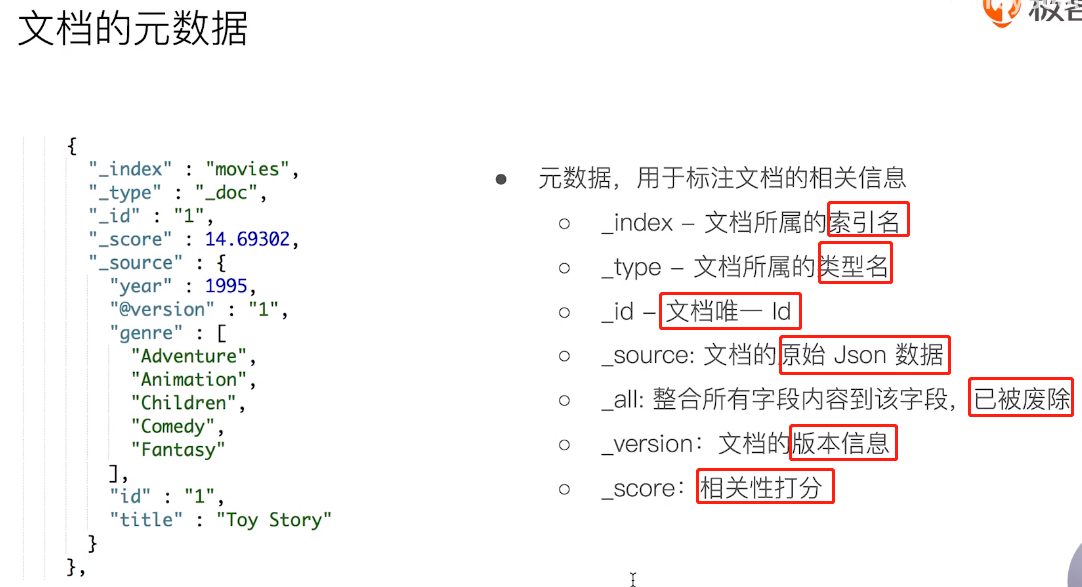 文档的元数据
{
"_index" : "movies",
"_type" : "_doc",
"_id" : "1",
"_score" : 14.69302,
"_source" : {
"year" : 1995,
"@version" : "1",
"genre" : [
"Adventure",
"Animation",
"Children",
"Comedy",
"Fantasy"
],
"id" : "1",
"title" : "Toy Story"
}
},
● 元数据，用于标注文档的相关信息
○ _index – 文档所属的索引名
○ _type – 文档所属的类型名
○ _id – 文档唯一 Id
○ _source: 文档的原始 Json 数据
○ _all: 整合所有字段内容到该字段，已被废除
○ _version： 文档的版本信息
○ _score： 相关性打分